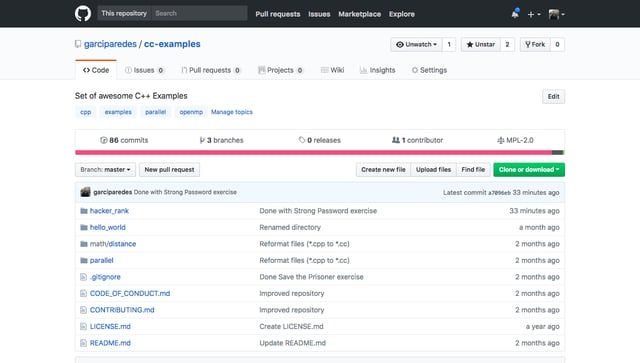 This repository Search Pull requests Issues Marketplace Explore
garciparedes / cc-examples Unwatch 1 Unstar 2 Fork 0
Code Issues 0 Pull requests 0 Projects 0 Wiki Insights Settings
Set of awesome C++ Examples Edit
cpp examples parallel openmp Manage topics
86 commits 3 branches 0 releases 1 contributor MPL-2.0
Branch: master New pull request Create new file Upload files Find file Clone or download
garciparedes Done with Strong Password exercise Latest commit a7096eb 33 minutes ago
hacker_rank Done with Strong Password exercise 33 minutes ago
hello_world Renamed directory a month ago
math/distance Reformat files (*.cpp to *.cc) 2 months ago
parallel Reformat files (*.cpp to *.cc) 2 months ago
.gitignore Done Save the Prisoner exercise 2 months ago
CODE_OF_CONDUCT.md Improved repository 2 months ago
CONTRIBUTING.md Improved repository 2 months ago
LICENSE.md Create LICENSE.md a year ago
README.md Update README.md 2 months ago